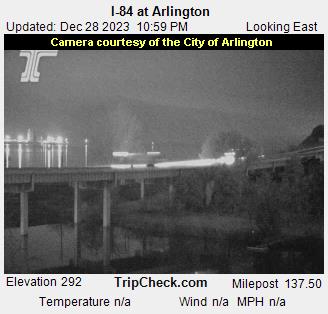 I-84 at Arlington
Updated: Dec 28 2023 10:59 PM Looking East
Camera courtesy of the City of Arlington
Elevation 292 TripCheck.com Milepost 137.50
Temperature n/a Wind n/a MPH n/a